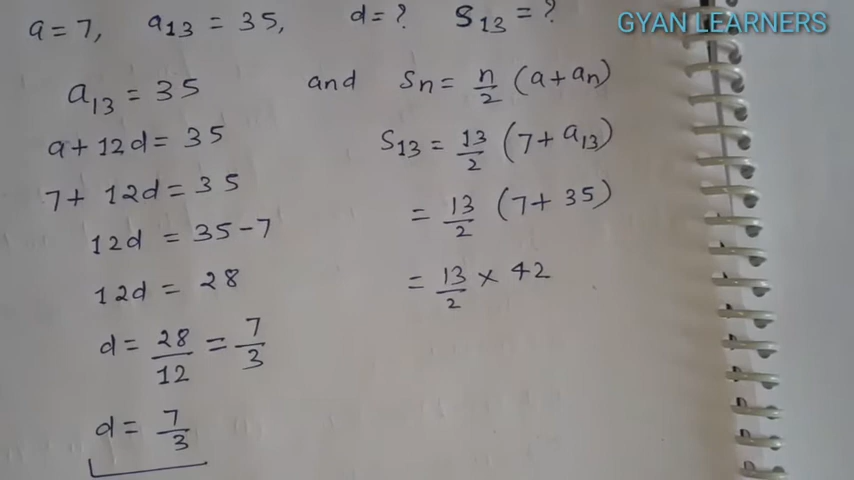 GYAN LEARNERS
a = 7, a13 = 35, d = ? S13 = ?
a13 = 35
a + 12d = 35
7 + 12d = 35
12d = 35 - 7
12d = 28
d = 28/12 = 7/3
d = 7/3
and Sn = n/2 (a + an)
S13 = 13/2 (7 + a13)
= 13/2 (7 + 35)
= 13/2 × 42